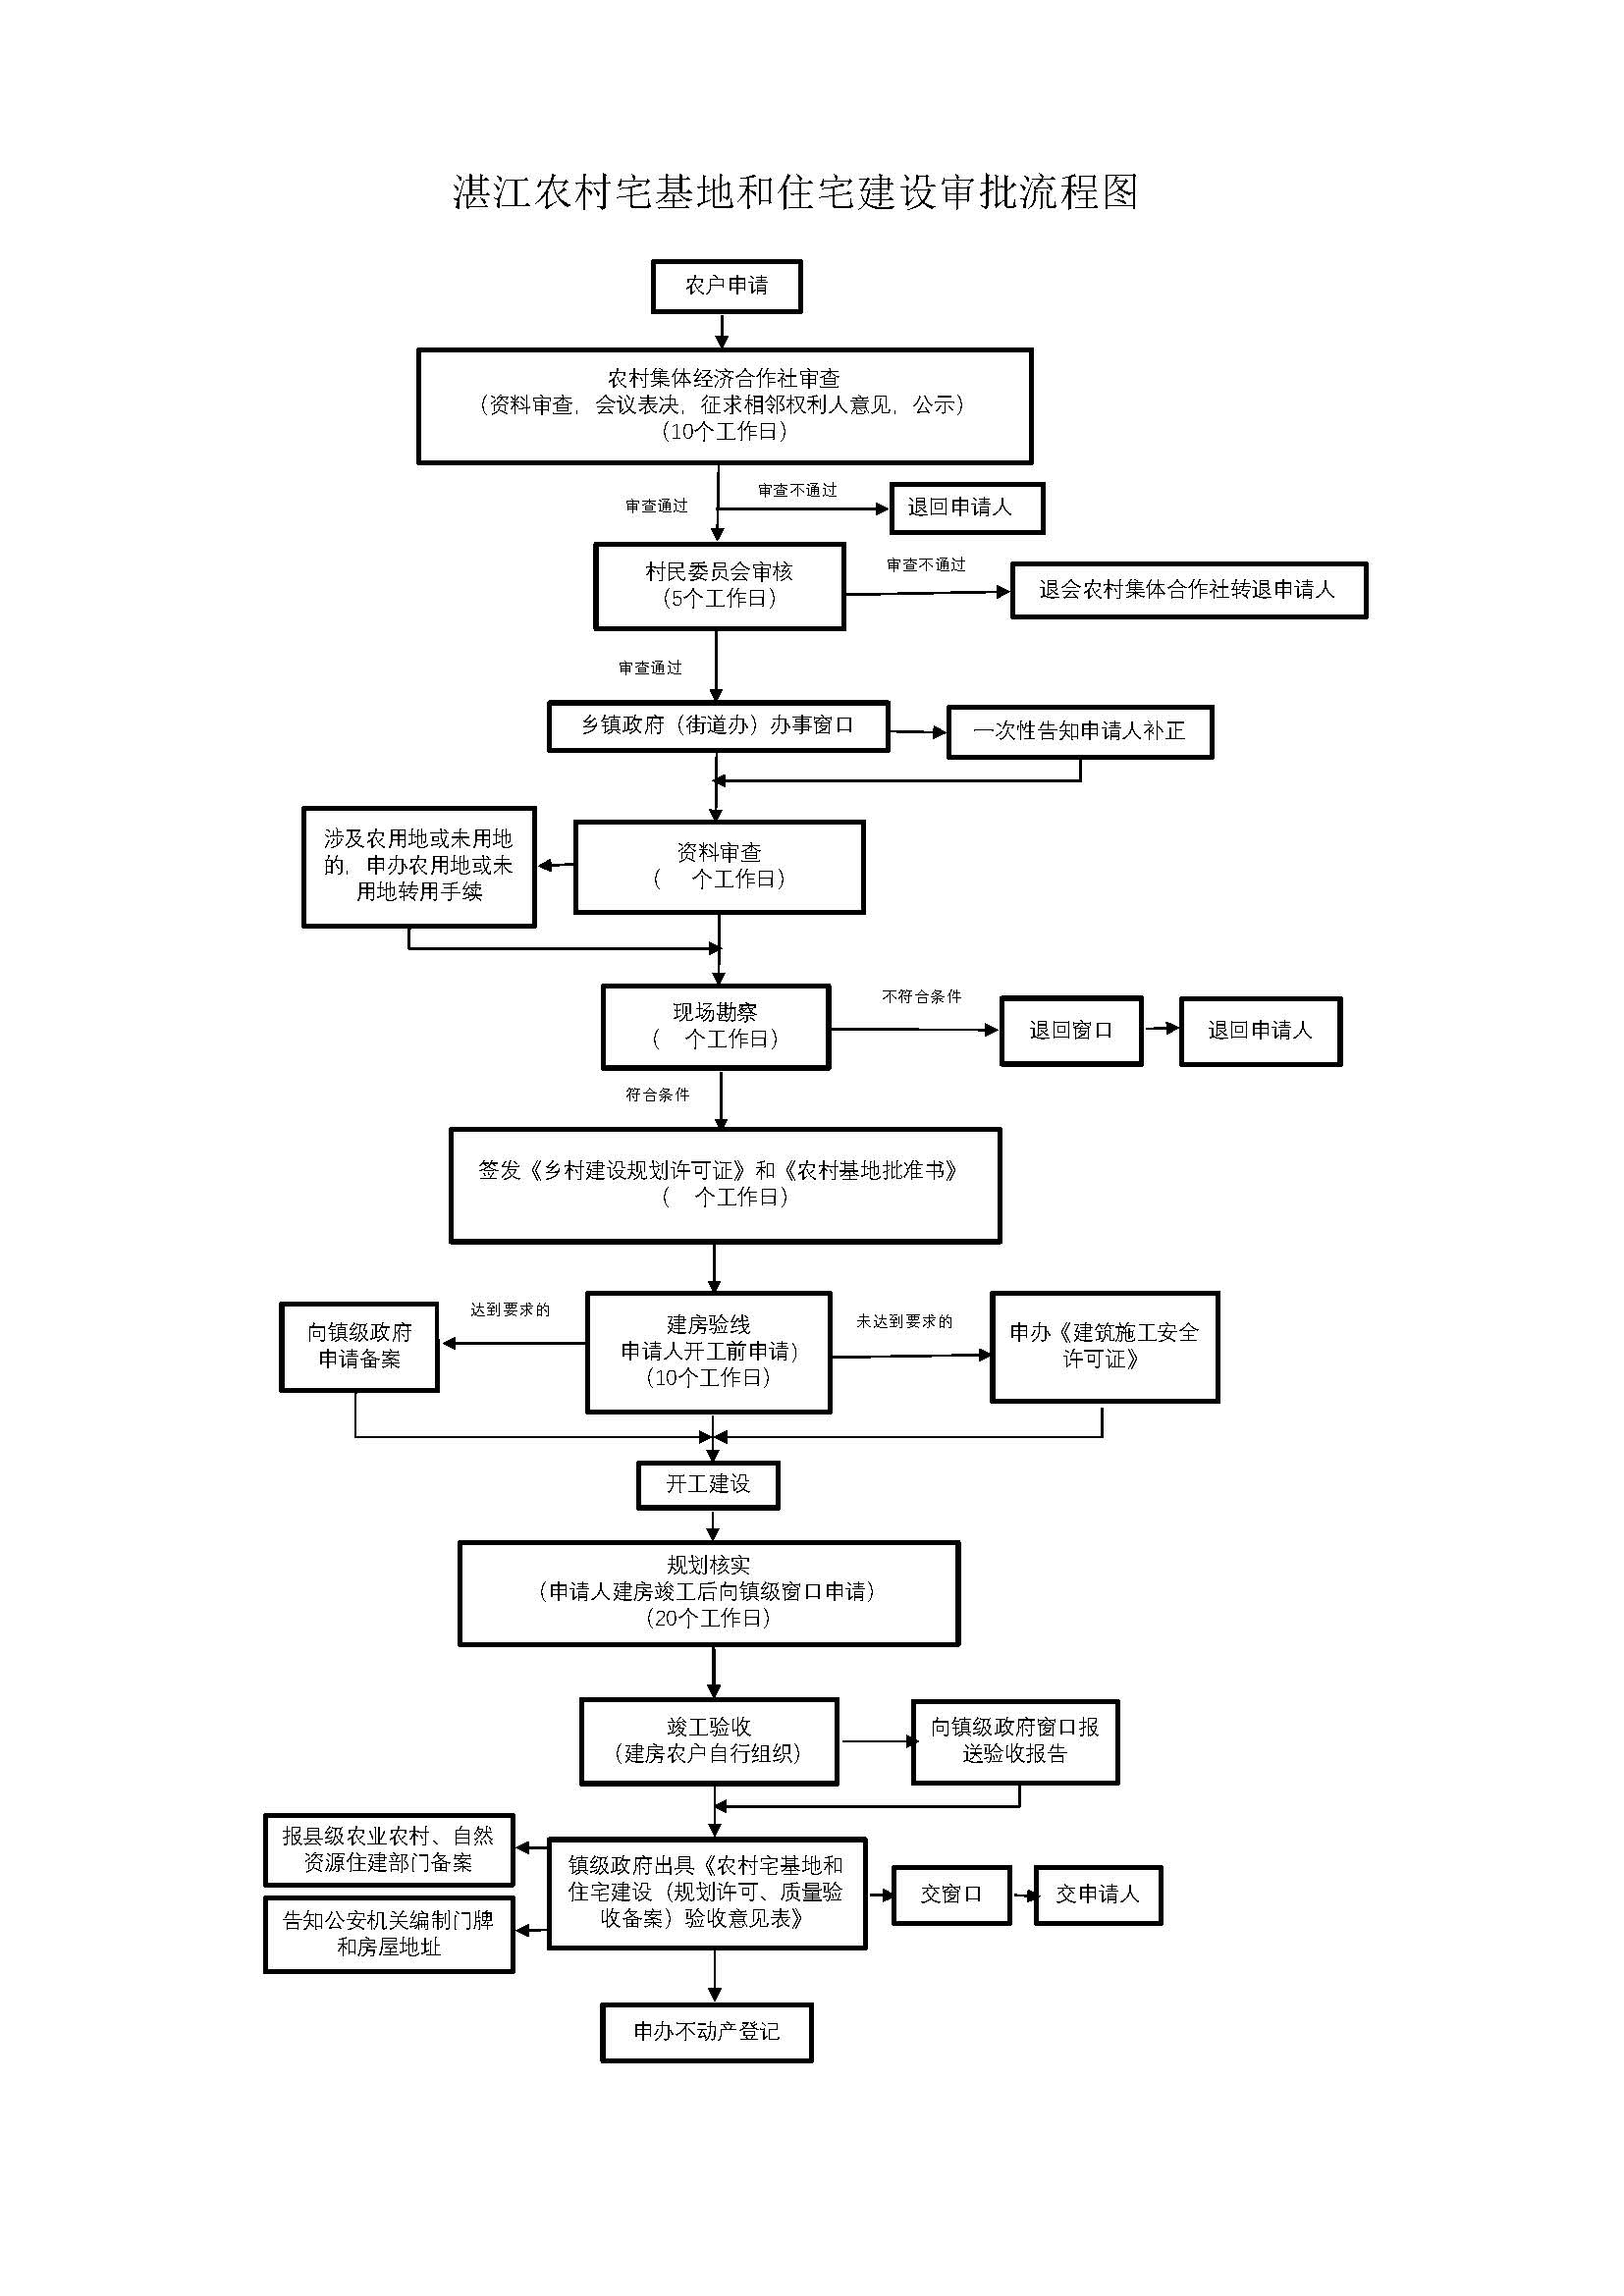 湛江农村宅基地和住宅建设审批流程图
农户申请
农村集体经济合作社审查
（资料审查，会议表决，征求相邻权利人意见，公示）
（10个工作日）
审查通过
审查不通过
退回申请人
村民委员会审核
（5个工作日）
审查不通过
退会农村集体合作社转退申请人
审查通过
乡镇政府（街道办）办事窗口
一次性告知申请人补正
涉及农用地或未用地
的，申办农用地或未
用地转用手续
资料审查
（　个工作日）
现场勘察
（　个工作日）
不符合条件
退回窗口
退回申请人
符合条件
签发《乡村建设规划许可证》和《农村基地批准书》
（　个工作日）
向镇级政府
申请备案
达到要求的
建房验线
申请人开工前申请）
（10个工作日）
未达到要求的
申办《建筑施工安全
许可证》
开工建设
规划核实
（申请人建房竣工后向镇级窗口申请）
（20个工作日）
竣工验收
（建房农户自行组织）
向镇级政府窗口报
送验收报告
报县级农业农村、自然
资源住建部门备案
告知公安机关编制门牌
和房屋地址
镇级政府出具《农村宅基地和
住宅建设（规划许可、质量验
收备案）验收意见表》
交窗口
交申请人
申办不动产登记